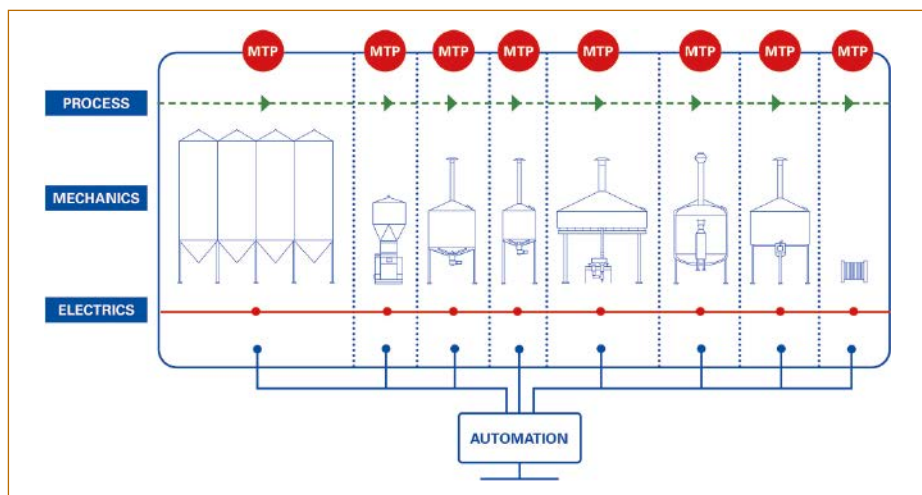 MTP MTP MTP MTP MTP MTP MTP MTP
PROCESS
MECHANICS
ELECTRICS
AUTOMATION